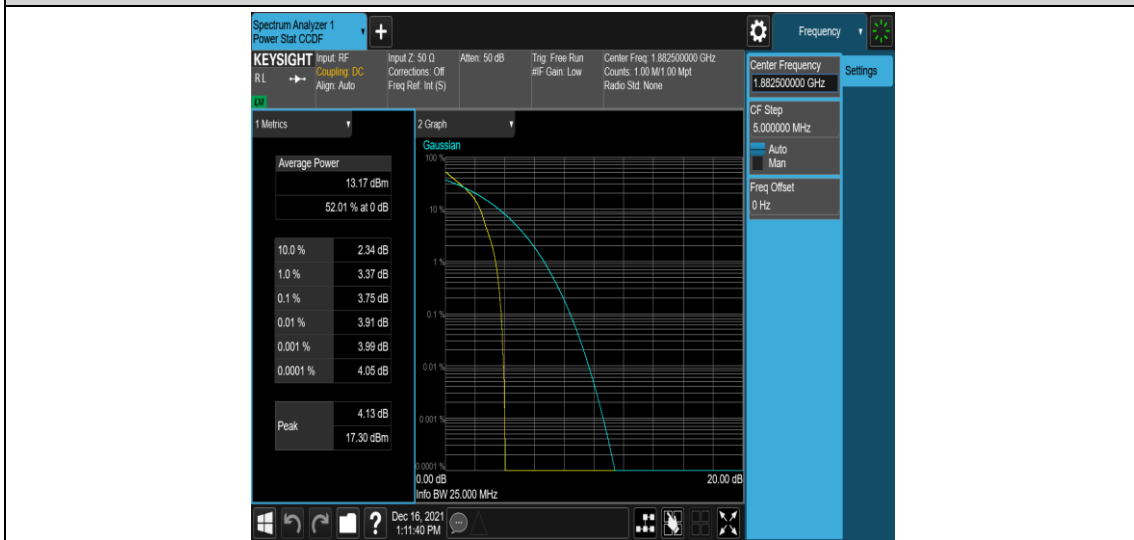 Spectrum Analyzer 1
Power Stat CCDF
+
Frequency
KEYSIGHT
RL
Input: RF
Coupling: DC
Align: Auto
Input Z: 50 Ω
Corrections: Off
Freq Ref: Int (S)
Atten: 50 dB
Trig: Free Run
#IF Gain: Low
Center Freq: 1.882500000 GHz
Counts: 1.00 M/1.00 Mpt
Radio Std: None
Center Frequency
1.882500000 GHz
Settings
CF Step
5.000000 MHz
Auto
Man
Freq Offset
0 Hz
1 Metrics
Average Power
13.17 dBm
52.01 % at 0 dB
10.0 % 2.34 dB
1.0 % 3.37 dB
0.1 % 3.75 dB
0.01 % 3.91 dB
0.001 % 3.99 dB
0.0001 % 4.05 dB
Peak
4.13 dB
17.30 dBm
2 Graph
Gaussian
100 %
10 %
1 %
0.1 %
0.01 %
0.001 %
0.0001 %
0.00 dB 20.00 dB
Info BW 25.000 MHz
?
Dec 16, 2021
1:11:40 PM